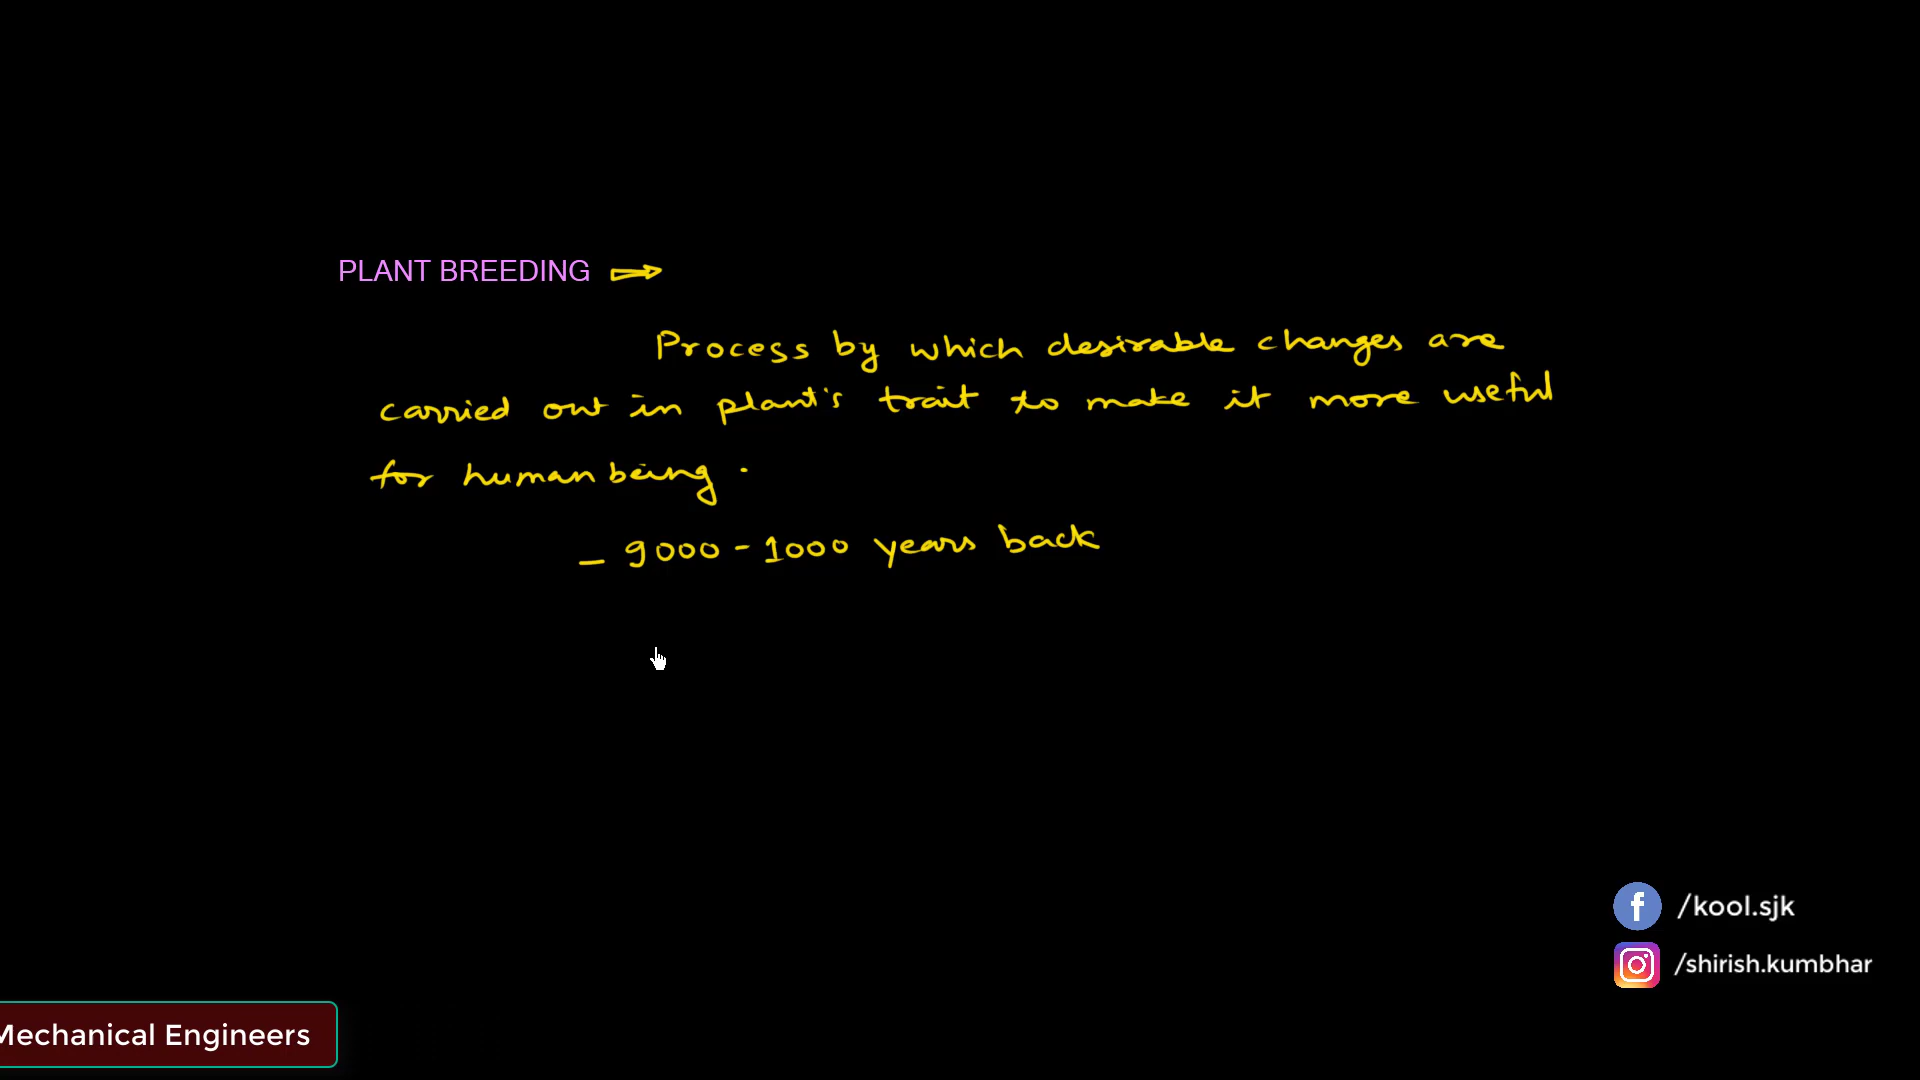 PLANT BREEDING
Process by which desirable changes are
carried out in plant's trait to make it more useful
for human being.
- 9000-1000 years back
/kool.sjk
/shirish.kumbhar
Mechanical Engineers